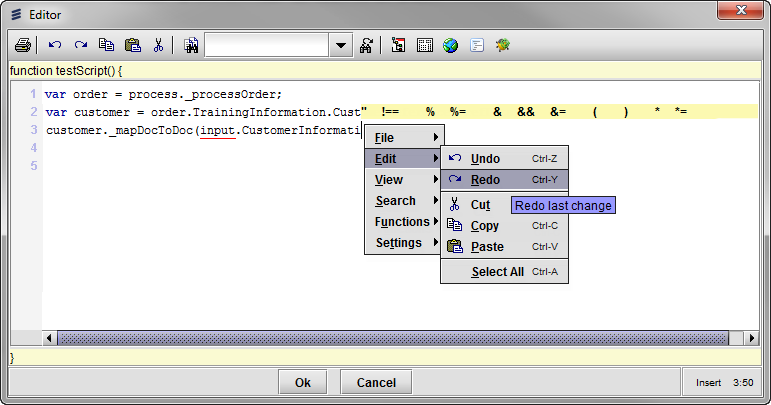 Editor
function testScript() {
1 var order = process._processOrder;
2 var customer = order.TrainingInformation.Cust" !== % %= & && &= ( ) * *=
3 customer._mapDocToDoc(input.CustomerInformati
4
5
File
Edit
View
Search
Functions
Settings
Undo Ctrl-Z
Redo Ctrl-Y
Cut
Redo last change
Copy Ctrl-C
Paste Ctrl-V
Select All Ctrl-A
}
Ok Cancel Insert 3:50